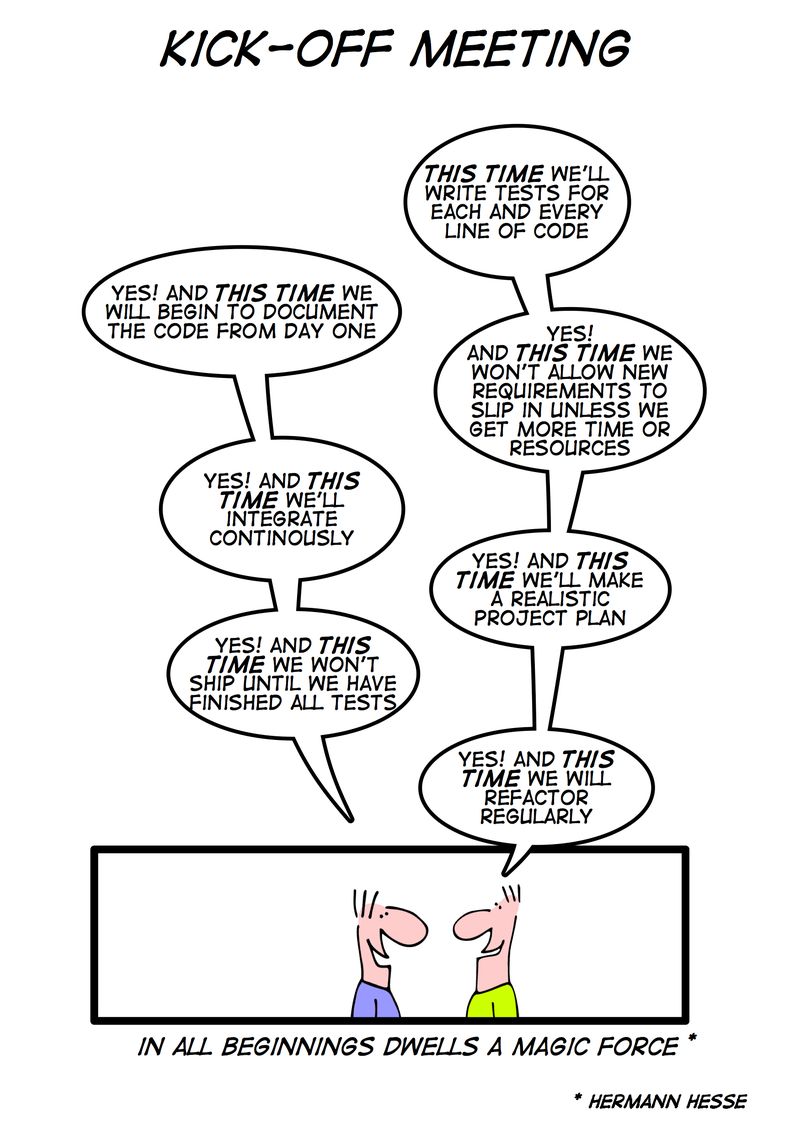 KICK-OFF MEETING
THIS TIME WE'LL
WRITE TESTS FOR
EACH AND EVERY
LINE OF CODE
YES! AND THIS TIME WE
WILL BEGIN TO DOCUMENT
THE CODE FROM DAY ONE
YES!
AND THIS TIME WE
WON'T ALLOW NEW
REQUIREMENTS TO
SLIP IN UNLESS WE
GET MORE TIME OR
RESOURCES
YES! AND THIS
TIME WE'LL
INTEGRATE
CONTINOUSLY
YES! AND THIS
TIME WE'LL MAKE
A REALISTIC
PROJECT PLAN
YES! AND THIS
TIME WE WON'T
SHIP UNTIL WE HAVE
FINISHED ALL TESTS
YES! AND THIS
TIME WE WILL
REFACTOR
REGULARLY
IN ALL BEGINNINGS DWELLS A MAGIC FORCE *
* HERMANN HESSE